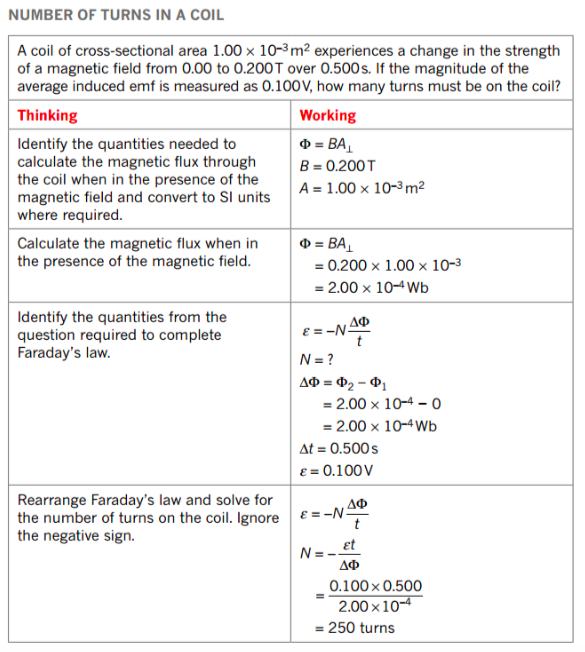 NUMBER OF TURNS IN A COIL
A coil of cross-sectional area 1.00 × 10⁻³ m² experiences a change in the strength
of a magnetic field from 0.00 to 0.200 T over 0.500 s. If the magnitude of the
average induced emf is measured as 0.100 V, how many turns must be on the coil?
Thinking
Working
Identify the quantities needed to
calculate the magnetic flux through
the coil when in the presence of the
magnetic field and convert to SI units
where required.
Φ = BA⊥
B = 0.200 T
A = 1.00 × 10⁻³ m²
Calculate the magnetic flux when in
the presence of the magnetic field.
Φ = BA⊥
= 0.200 × 1.00 × 10⁻³
= 2.00 × 10⁻⁴ Wb
Identify the quantities from the
question required to complete
Faraday's law.
ε = −N ΔΦ/t
N = ?
ΔΦ = Φ₂ − Φ₁
= 2.00 × 10⁻⁴ − 0
= 2.00 × 10⁻⁴ Wb
Δt = 0.500 s
ε = 0.100 V
Rearrange Faraday's law and solve for
the number of turns on the coil. Ignore
the negative sign.
ε = −N ΔΦ/t
N = − εt/ΔΦ
= 0.100 × 0.500/2.00 × 10⁻⁴
= 250 turns